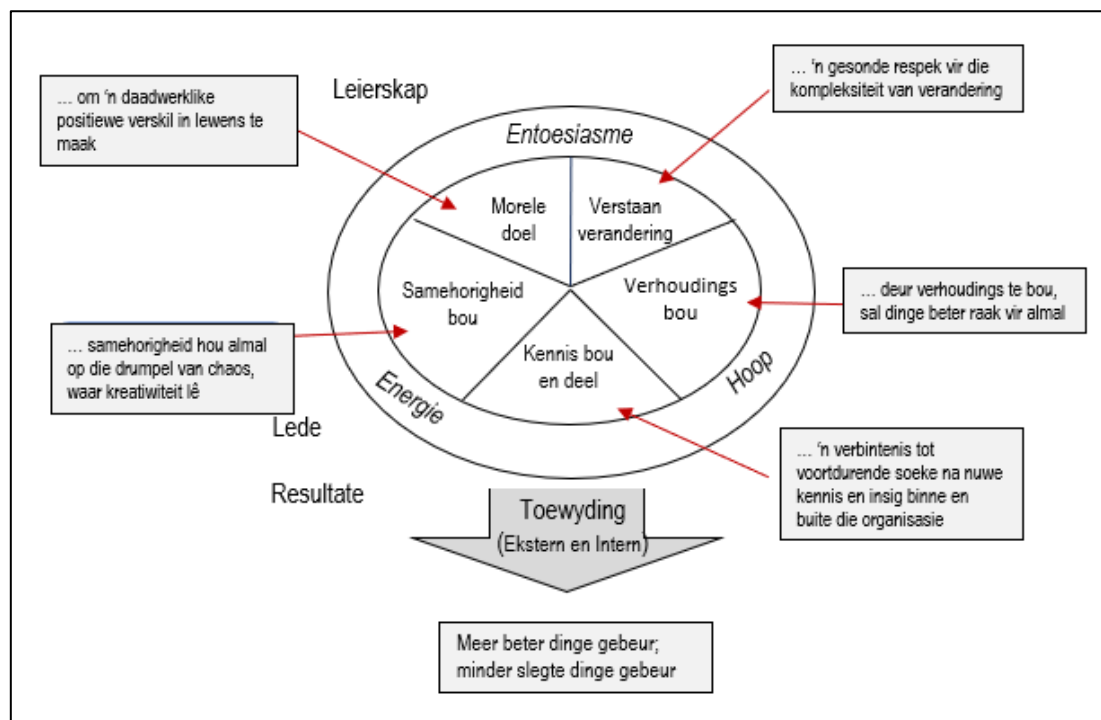 … 'n gesonde respek vir die
kompleksiteit van verandering
… om 'n daadwerklike
positiewe verskil in lewens te
maak
Leierskap
Entoesiasme
Morele
doel
Verstaan
verandering
Samehorigheid
bou
Verhoudings
bou
… deur verhoudings te bou,
sal dinge beter raak vir almal
… samehorigheid hou almal
op die drumpel van chaos,
waar kreatiwiteit lê
Kennis bou
en deel
Energie
Hoop
Lede
… 'n verbintenis tot
voortdurende soeke na nuwe
kennis en insig binne en
buite die organisasie
Resultate
Toewyding
(Ekstern en Intern)
Meer beter dinge gebeur;
minder slegte dinge gebeur